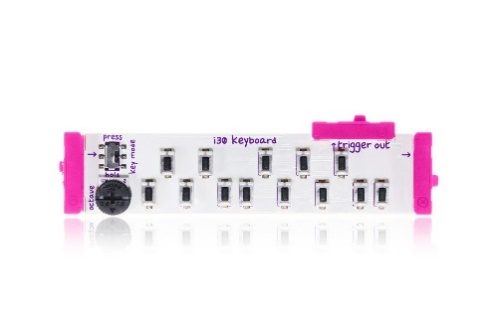 press
i30 keyboard
trigger out
key mode
hold
octave